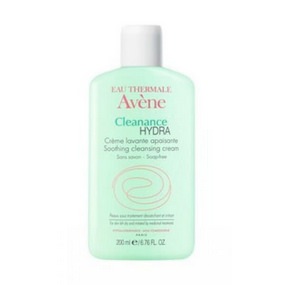 EAU THERMALE
Avène
Cleanance
HYDRA
Crème lavante apaisante
Soothing cleansing cream
Sans savon - Soapfree
200 ml/6.76 FL. OZ